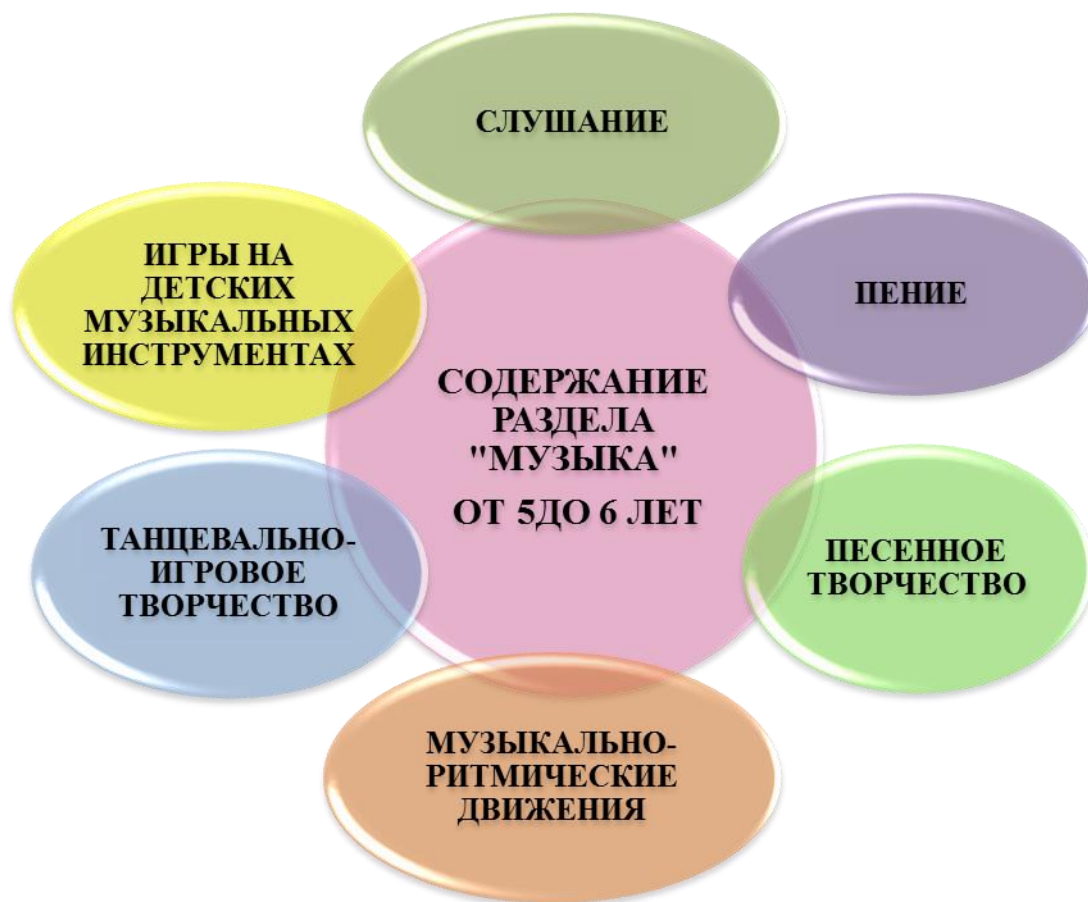 СЛУШАНИЕ
ИГРЫ НА
ДЕТСКИХ
МУЗЫКАЛЬНЫХ
ИНСТРУМЕНТАХ
ПЕНИЕ
СОДЕРЖАНИЕ
РАЗДЕЛА
"МУЗЫКА"
ОТ 5ДО 6 ЛЕТ
ТАНЦЕВАЛЬНО-
ИГРОВОЕ
ТВОРЧЕСТВО
ПЕСЕННОЕ
ТВОРЧЕСТВО
МУЗЫКАЛЬНО-
РИТМИЧЕСКИЕ
ДВИЖЕНИЯ